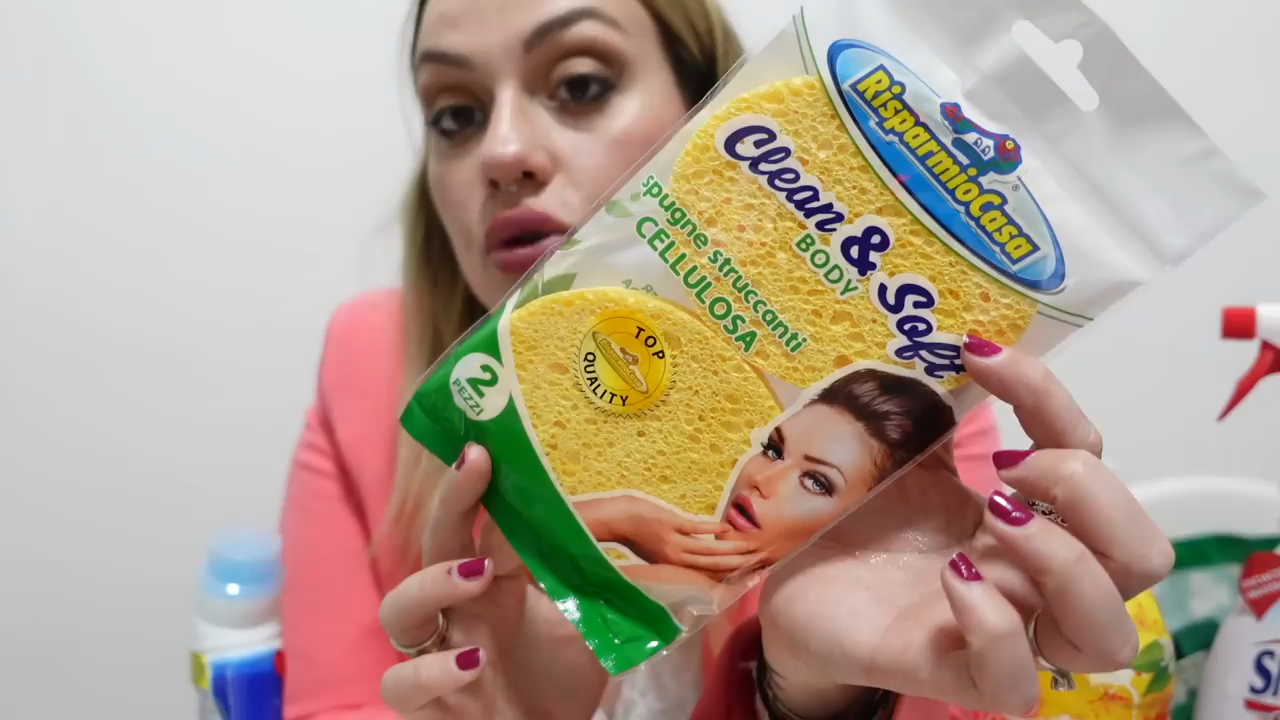 RisparmioCasa
®
Clean & Soft
BODY
spugne struccanti
CELLULOSA
TOP
QUALITY
2
PEZZI